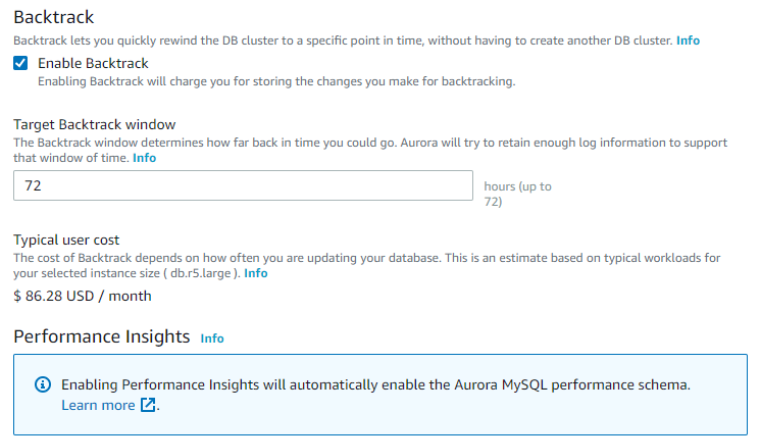 Backtrack
Backtrack lets you quickly rewind the DB cluster to a specific point in time, without having to create another DB cluster. Info
Enable Backtrack
Enabling Backtrack will charge you for storing the changes you make for backtracking.
Target Backtrack window
The Backtrack window determines how far back in time you could go. Aurora will try to retain enough log information to support
that window of time. Info
72
hours (up to
72)
Typical user cost
The cost of Backtrack depends on how often you are updating your database. This is an estimate based on typical workloads for
your selected instance size ( db.r5.large ). Info
$ 86.28 USD / month
Performance Insights Info
Enabling Performance Insights will automatically enable the Aurora MySQL performance schema.
Learn more.